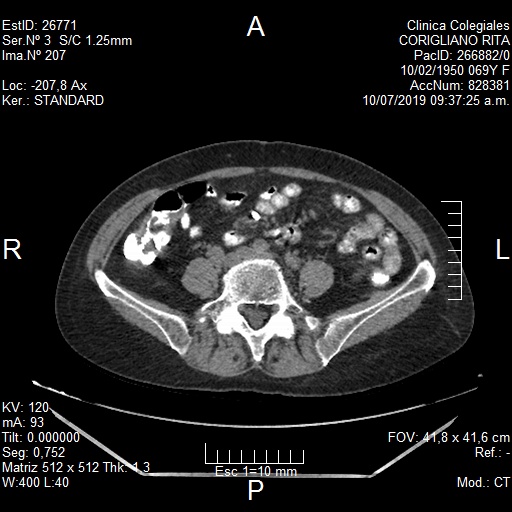 EstID: 26771
Ser.Nº 3 S/C 1.25mm
Ima.Nº 207
Loc: -207,8 Ax
Ker.: STANDARD
A
Clinica Colegiales
CORIGLIANO RITA
PacID: 266882/0
10/02/1950 069Y F
AccNum: 828381
10/07/2019 09:37:25 a.m.
R
L
KV: 120
mA: 93
Tilt: 0.000000
Seg: 0,752
Matriz 512 x 512 Thk: 1.3
W:400 L:40
Esc 1=10 mm
P
FOV: 41,8 x 41,6 cm
Ref.: -
Mod.: CT